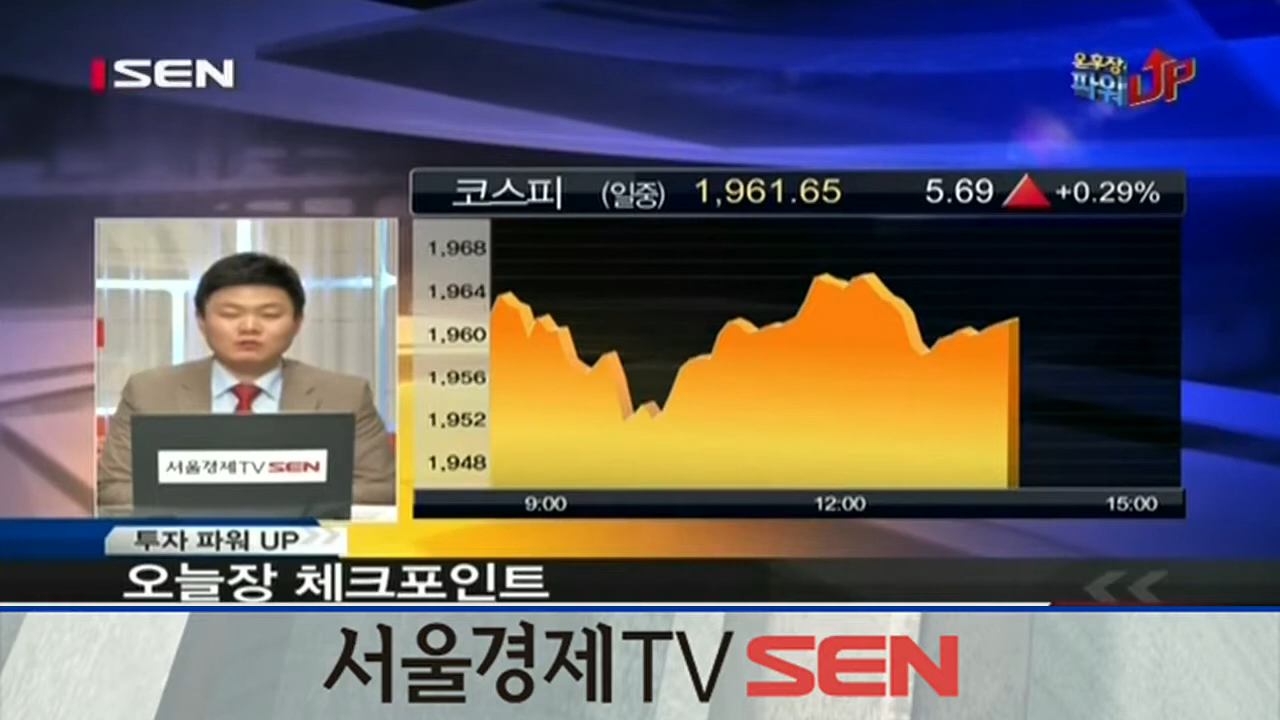 SEN
온후장
파워UP
코스피 (일중) 1,961.65 5.69 +0.29%
1,968
1,964
1,960
1,956
1,952
1,948
9:00 12:00 15:00
서울경제TV SEN
투자 파워 UP
오늘장 체크포인트
서울경제TV SEN